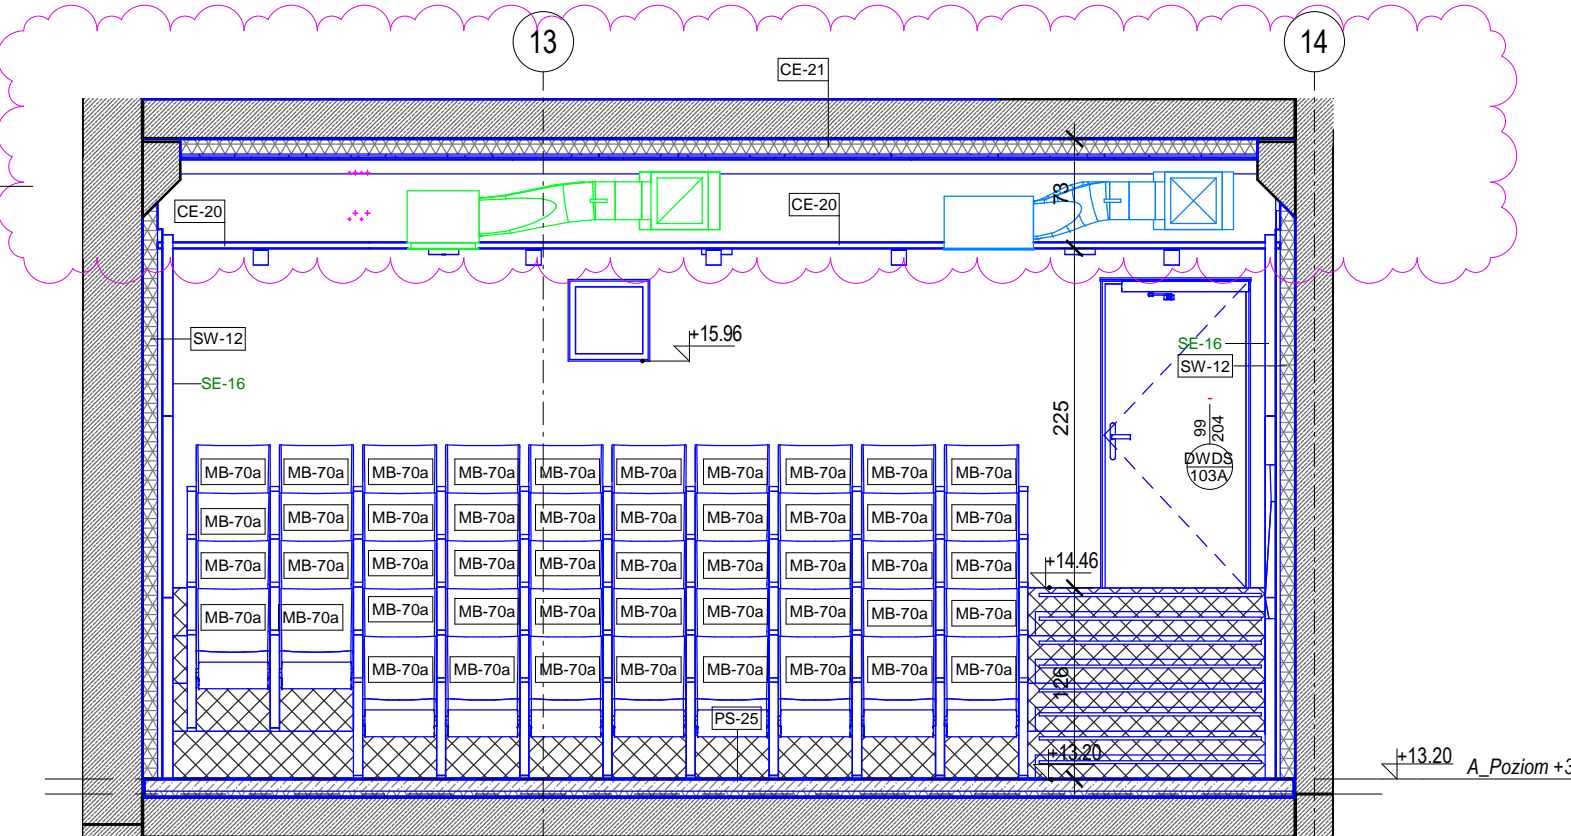 13
14
CE-21
73
CE-20
CE-20
SW-12
+15.96
SE-16
SW-12
SE-16
225
99
204
DWDS
103A
MB-70a MB-70a MB-70a MB-70a MB-70a MB-70a MB-70a MB-70a MB-70a MB-70a
MB-70a MB-70a MB-70a MB-70a MB-70a MB-70a MB-70a MB-70a MB-70a MB-70a
MB-70a MB-70a MB-70a MB-70a MB-70a MB-70a MB-70a MB-70a MB-70a MB-70a
+14.46
MB-70a MB-70a MB-70a MB-70a MB-70a MB-70a MB-70a MB-70a MB-70a MB-70a
MB-70a MB-70a MB-70a MB-70a MB-70a MB-70a MB-70a MB-70a
126
PS-25
+13.20
+13.20
A_Poziom +3